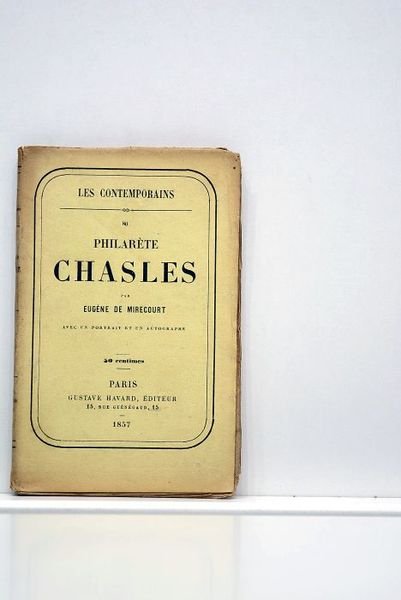 LES CONTEMPORAINS
80
PHILARÈTE
CHASLES
PAR
EUGÈNE DE MIRECOURT
AVEC UN PORTRAIT ET UN AUTOGRAPHE
50 centimes
PARIS
GUSTAVE HAVARD, ÉDITEUR
15, RUE GUÉNÉGAUD, 15
1857